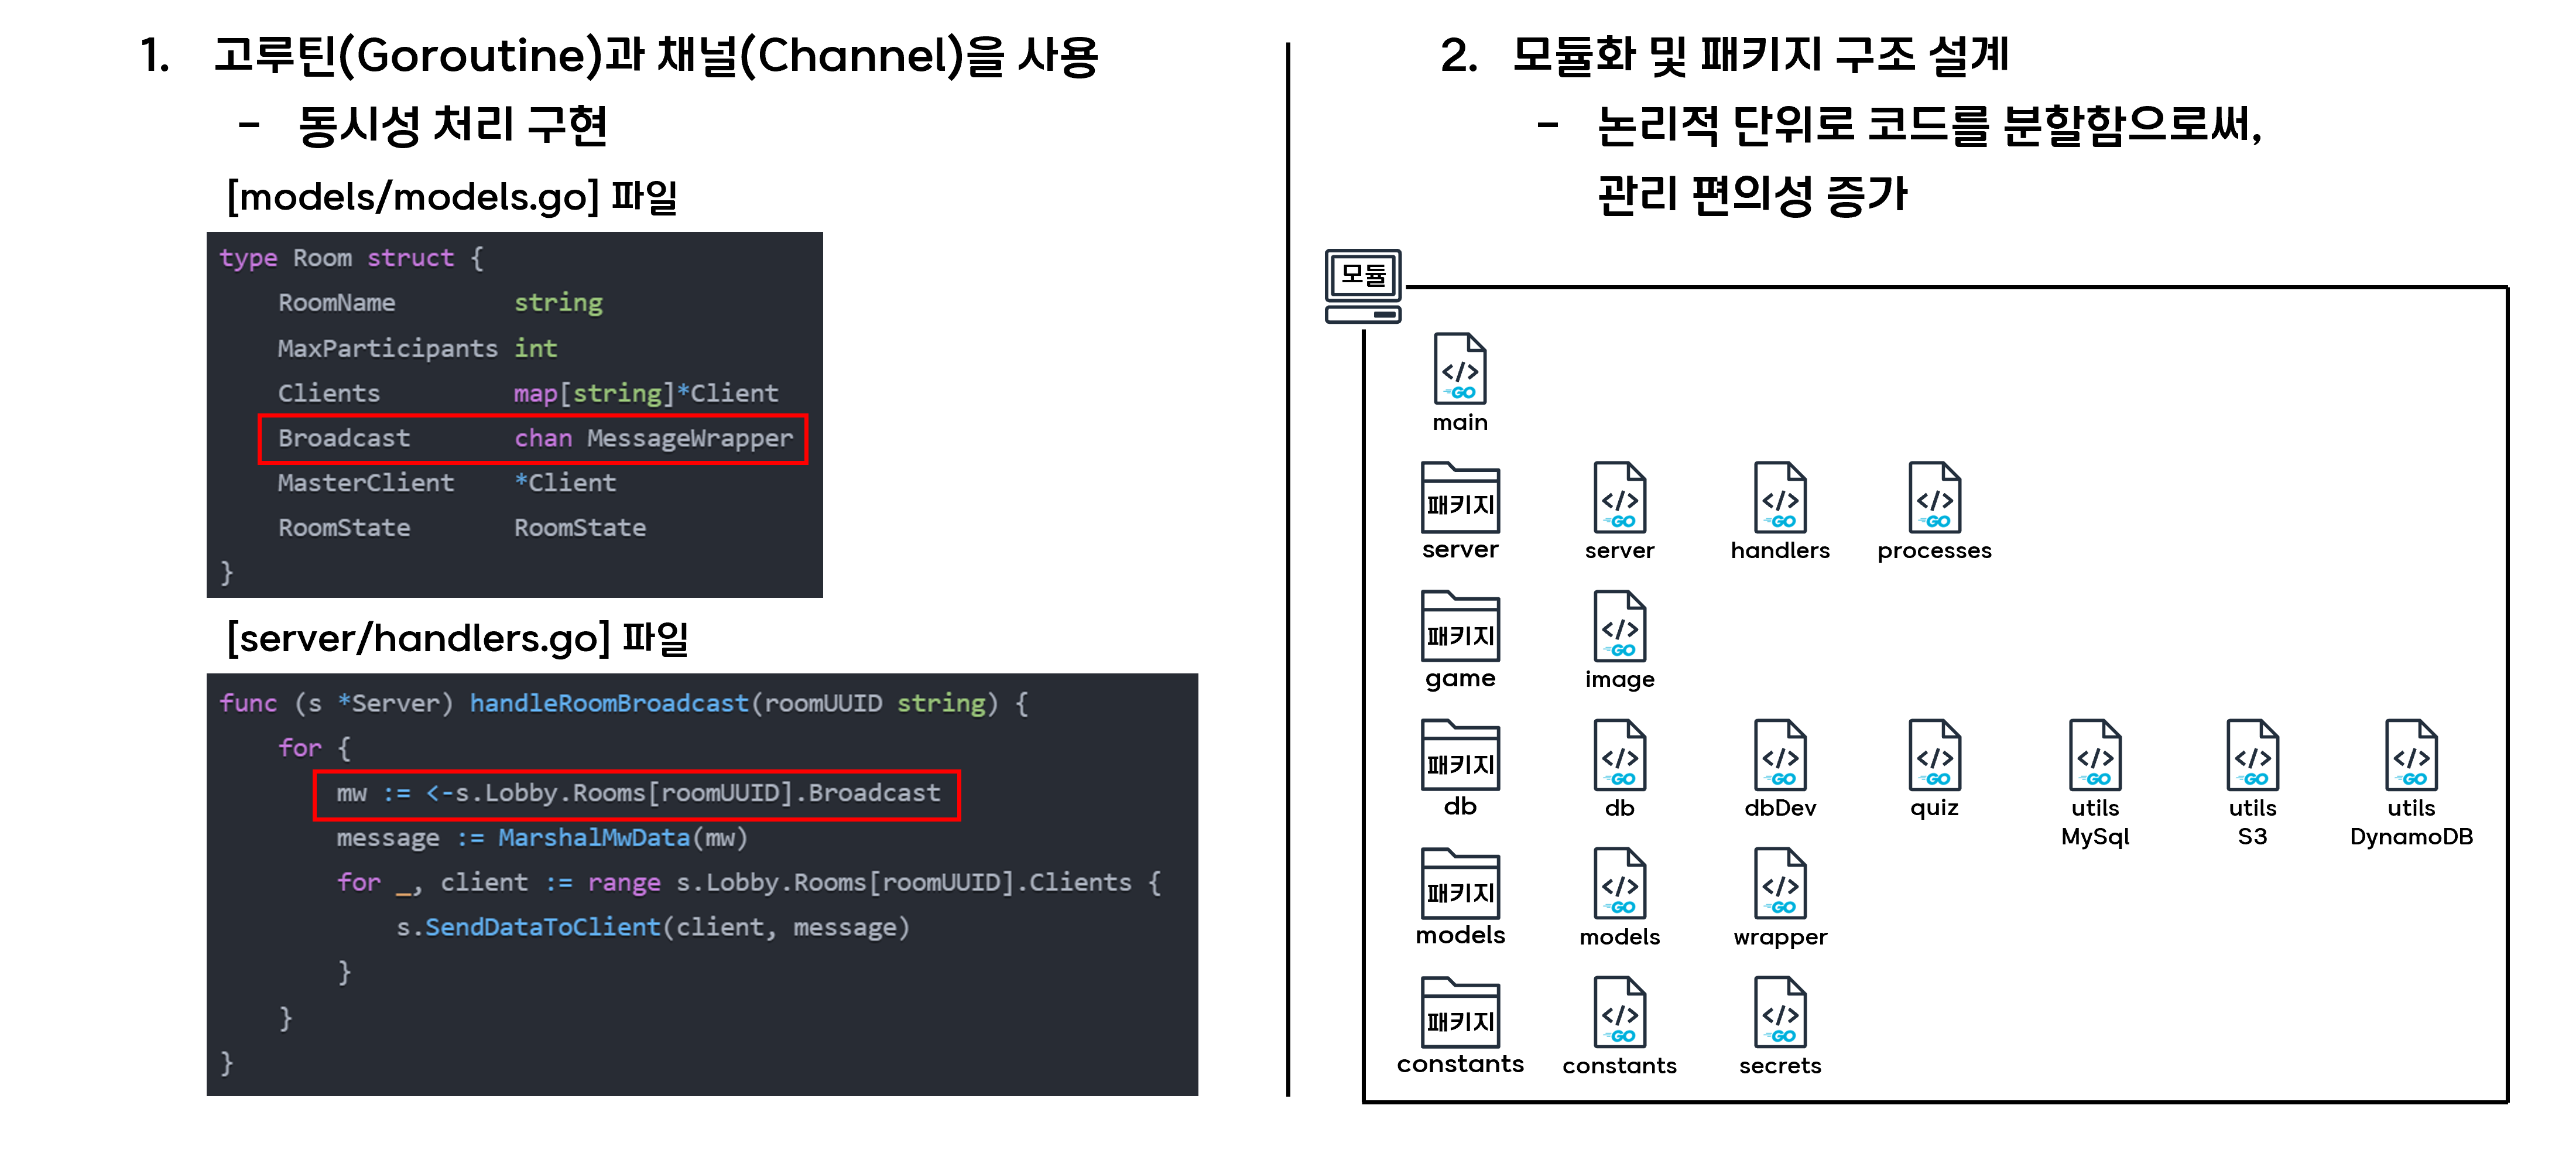 1. 고루틴(Goroutine)과 채널(Channel)을 사용
- 동시성 처리 구현
[models/models.go] 파일
type Room struct {
    RoomName        string
    MaxParticipants int
    Clients         map[string]*Client
    Broadcast       chan MessageWrapper
    MasterClient    *Client
    RoomState       RoomState
}
[server/handlers.go] 파일
func (s *Server) handleRoomBroadcast(roomUUID string) {
    for {
        mw := <-s.Lobby.Rooms[roomUUID].Broadcast
        message := MarshalMwData(mw)
        for _, client := range s.Lobby.Rooms[roomUUID].Clients {
            s.SendDataToClient(client, message)
        }
    }
}
2. 모듈화 및 패키지 구조 설계
- 논리적 단위로 코드를 분할함으로써,
관리 편의성 증가
모듈
</>
GO
main
패키지 </> </> </>
GO GO GO
server server handlers processes
패키지 </>
GO
game image
패키지 </> </> </> </> </> </>
GO GO GO GO GO GO
db db dbDev quiz utils utils utils
MySql S3 DynamoDB
패키지 </> </>
GO GO
models models wrapper
패키지 </> </>
GO GO
constants constants secrets